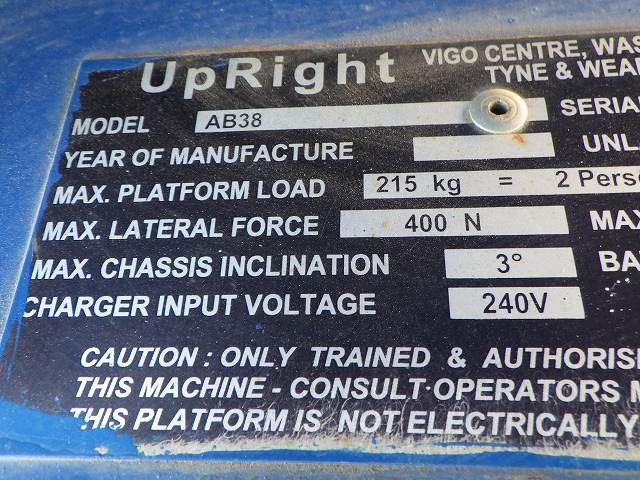 UpRight
VIGO CENTRE, WAS
TYNE & WEAR
MODEL AB38 SERIA
YEAR OF MANUFACTURE UNLA
MAX. PLATFORM LOAD 215 kg = 2 Perso
MAX. LATERAL FORCE 400 N MAX
MAX. CHASSIS INCLINATION 3° BA
CHARGER INPUT VOLTAGE 240V
CAUTION : ONLY TRAINED & AUTHORIS
THIS MACHINE - CONSULT OPERATORS M
THIS PLATFORM IS NOT ELECTRICALLY